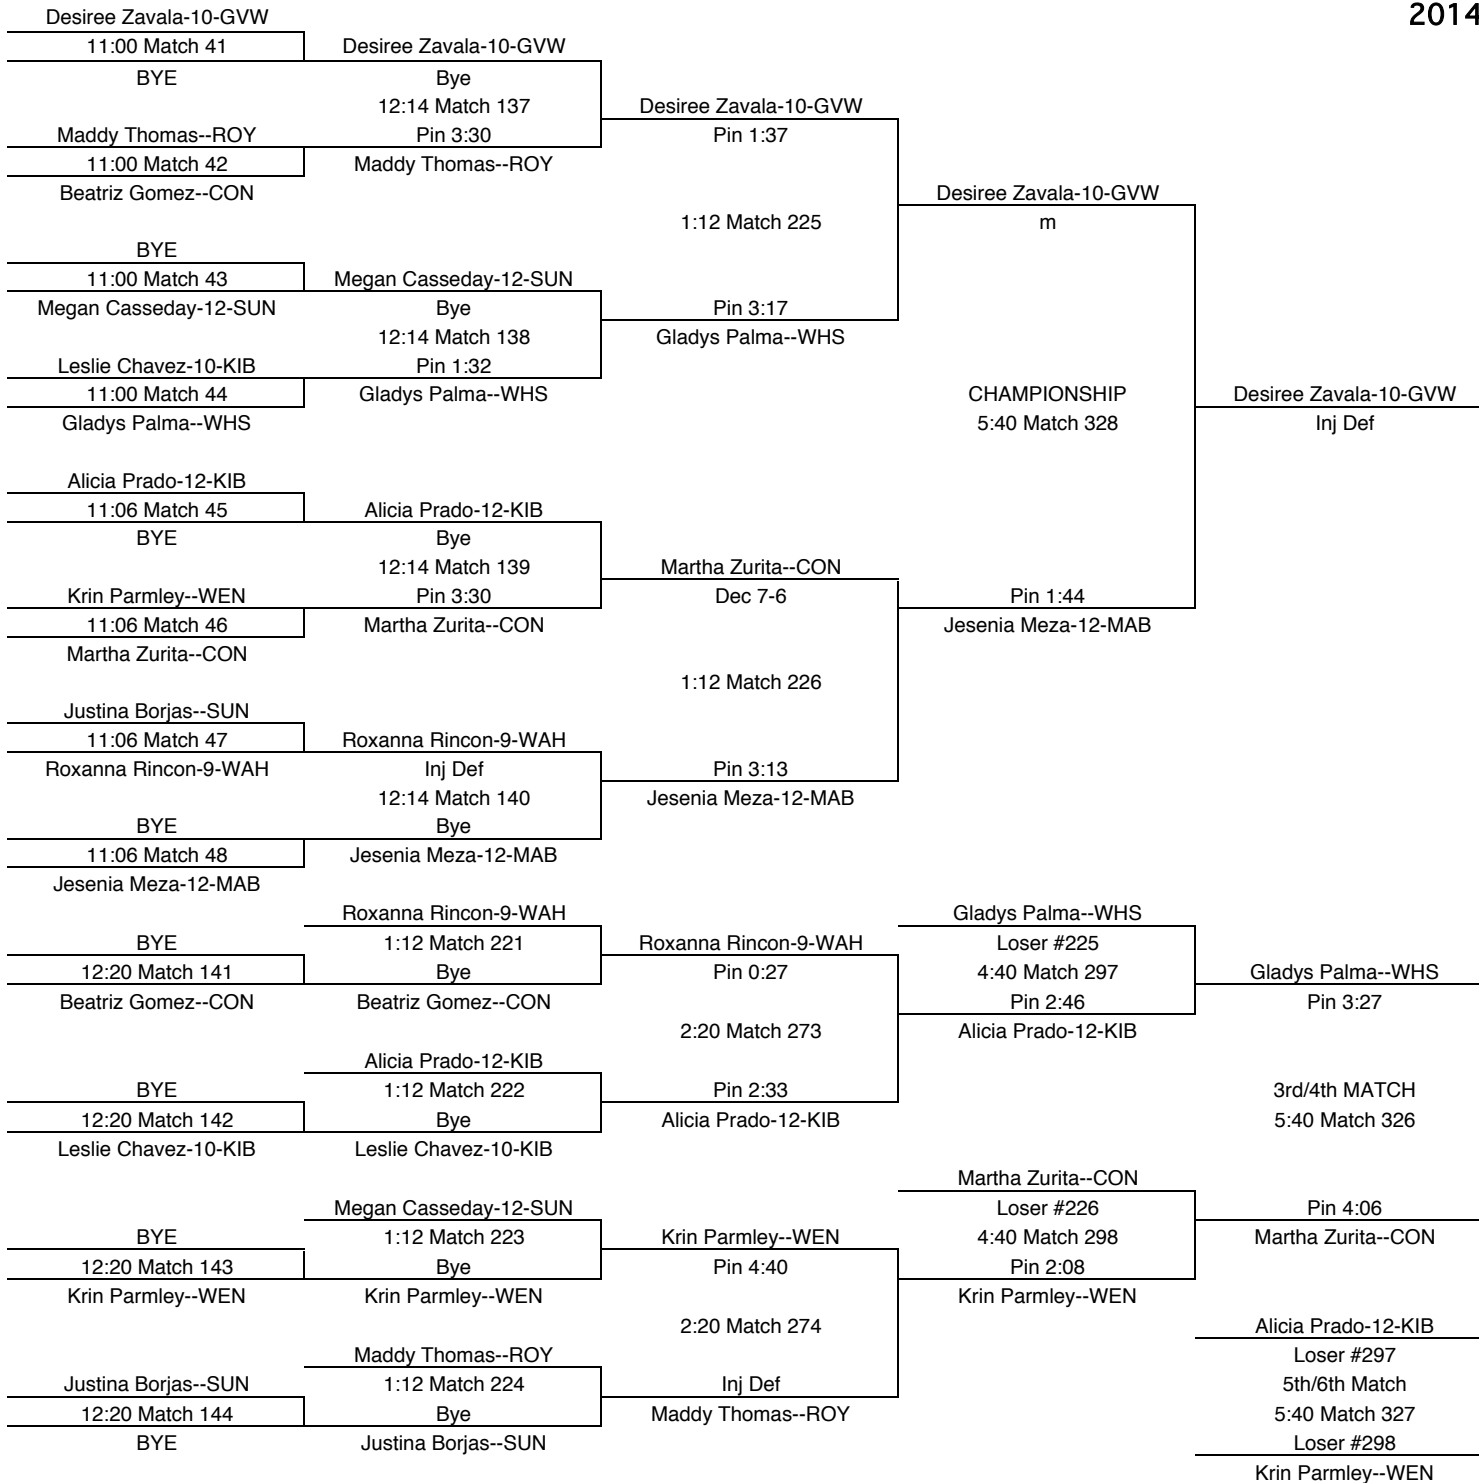 2014
Desiree Zavala-10-GVW
11:00 Match 41
BYE
Maddy Thomas--ROY
11:00 Match 42
Beatriz Gomez--CON
BYE
11:00 Match 43
Megan Casseday-12-SUN
Leslie Chavez-10-KIB
11:00 Match 44
Gladys Palma--WHS
Alicia Prado-12-KIB
11:06 Match 45
BYE
Krin Parmley--WEN
11:06 Match 46
Martha Zurita--CON
Justina Borjas--SUN
11:06 Match 47
Roxanna Rincon-9-WAH
BYE
11:06 Match 48
Jesenia Meza-12-MAB
Desiree Zavala-10-GVW
Bye
12:14 Match 137
Pin 3:30
Maddy Thomas--ROY
Megan Casseday-12-SUN
Bye
12:14 Match 138
Pin 1:32
Gladys Palma--WHS
Alicia Prado-12-KIB
Bye
12:14 Match 139
Pin 3:30
Martha Zurita--CON
Roxanna Rincon-9-WAH
Inj Def
12:14 Match 140
Bye
Jesenia Meza-12-MAB
Desiree Zavala-10-GVW
Pin 1:37
1:12 Match 225
Pin 3:17
Gladys Palma--WHS
Martha Zurita--CON
Dec 7-6
1:12 Match 226
Pin 3:13
Jesenia Meza-12-MAB
Desiree Zavala-10-GVW
m
CHAMPIONSHIP
5:40 Match 328
Pin 1:44
Jesenia Meza-12-MAB
Desiree Zavala-10-GVW
Inj Def
BYE
12:20 Match 141
Beatriz Gomez--CON
BYE
12:20 Match 142
Leslie Chavez-10-KIB
BYE
12:20 Match 143
Krin Parmley--WEN
Justina Borjas--SUN
12:20 Match 144
BYE
Roxanna Rincon-9-WAH
1:12 Match 221
Bye
Beatriz Gomez--CON
Alicia Prado-12-KIB
1:12 Match 222
Bye
Leslie Chavez-10-KIB
Megan Casseday-12-SUN
1:12 Match 223
Bye
Krin Parmley--WEN
Maddy Thomas--ROY
1:12 Match 224
Bye
Justina Borjas--SUN
Roxanna Rincon-9-WAH
Pin 0:27
2:20 Match 273
Pin 2:33
Alicia Prado-12-KIB
Krin Parmley--WEN
Pin 4:40
2:20 Match 274
Inj Def
Maddy Thomas--ROY
Gladys Palma--WHS
Loser #225
4:40 Match 297
Pin 2:46
Alicia Prado-12-KIB
Martha Zurita--CON
Loser #226
4:40 Match 298
Pin 2:08
Krin Parmley--WEN
Gladys Palma--WHS
Pin 3:27
3rd/4th MATCH
5:40 Match 326
Pin 4:06
Martha Zurita--CON
Alicia Prado-12-KIB
Loser #297
5th/6th Match
5:40 Match 327
Loser #298
Krin Parmley--WEN